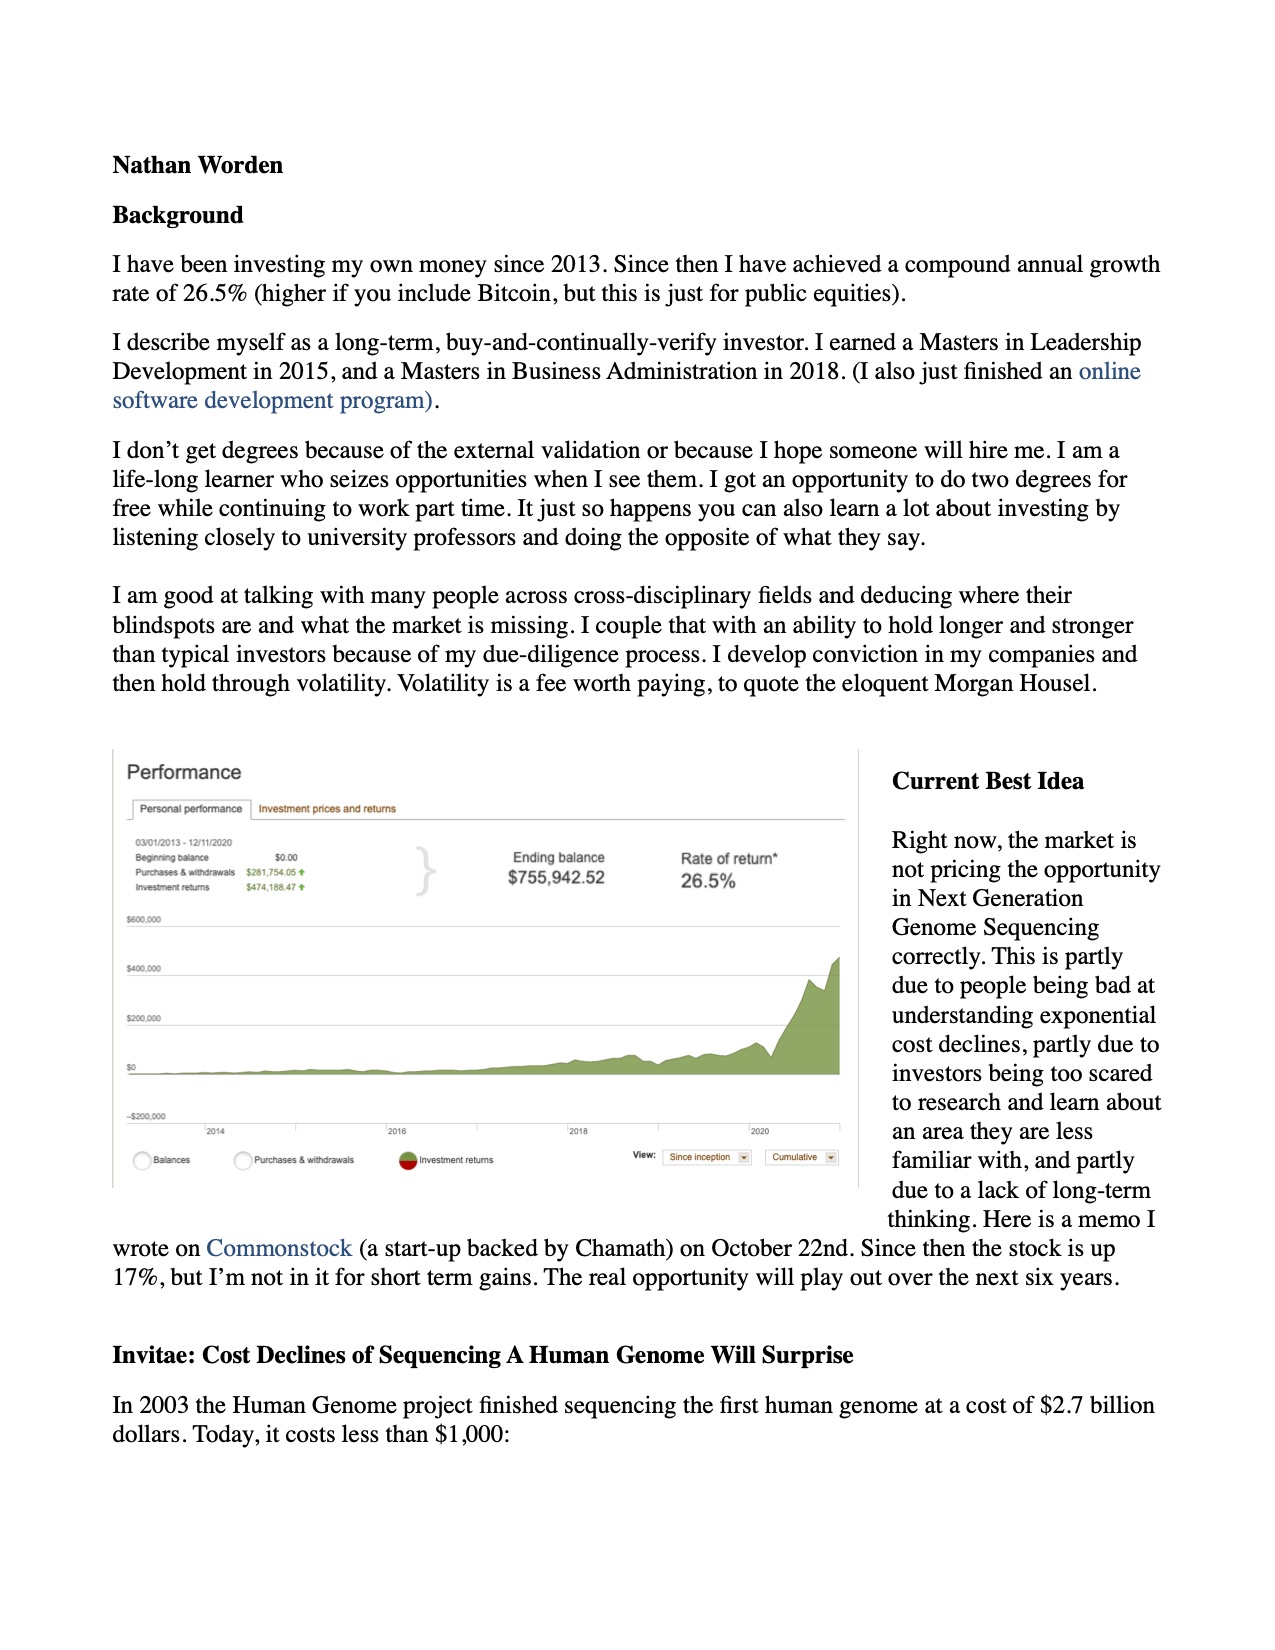 Nathan Worden
Background
I have been investing my own money since 2013. Since then I have achieved a compound annual growth
rate of 26.5% (higher if you include Bitcoin, but this is just for public equities).
I describe myself as a long-term, buy-and-continually-verify investor. I earned a Masters in Leadership
Development in 2015, and a Masters in Business Administration in 2018. (I also just finished an online
software development program).
I don’t get degrees because of the external validation or because I hope someone will hire me. I am a
life-long learner who seizes opportunities when I see them. I got an opportunity to do two degrees for
free while continuing to work part time. It just so happens you can also learn a lot about investing by
listening closely to university professors and doing the opposite of what they say.
I am good at talking with many people across cross-disciplinary fields and deducing where their
blindspots are and what the market is missing. I couple that with an ability to hold longer and stronger
than typical investors because of my due-diligence process. I develop conviction in my companies and
then hold through volatility. Volatility is a fee worth paying, to quote the eloquent Morgan Housel.
Performance
Personal performance Investment prices and returns
03/01/2013 - 12/11/2020
Beginning balance $0.00
Purchases & withdrawals $281,754.05
Investment returns $474,188.47
Ending balance
$755,942.52
Rate of return*
26.5%
$600,000
$400,000
$200,000
$0
–$200,000
2014 2016 2018 2020
Balances Purchases & withdrawals Investment returns View: Since inception Cumulative
Current Best Idea
Right now, the market is
not pricing the opportunity
in Next Generation
Genome Sequencing
correctly. This is partly
due to people being bad at
understanding exponential
cost declines, partly due to
investors being too scared
to research and learn about
an area they are less
familiar with, and partly
due to a lack of long-term
thinking. Here is a memo I
wrote on Commonstock (a start-up backed by Chamath) on October 22nd. Since then the stock is up
17%, but I’m not in it for short term gains. The real opportunity will play out over the next six years.
Invitae: Cost Declines of Sequencing A Human Genome Will Surprise
In 2003 the Human Genome project finished sequencing the first human genome at a cost of $2.7 billion
dollars. Today, it costs less than $1,000: